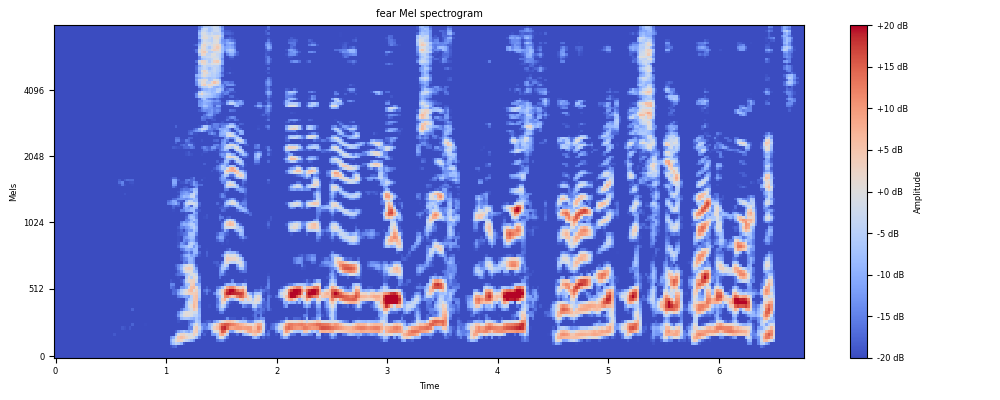 fear Mel spectrogram
+20 dB
+15 dB
+10 dB
+5 dB
+0 dB
-5 dB
-10 dB
-15 dB
-20 dB
Amplitude
4096
2048
1024
512
0
Mels
0 1 2 3 4 5 6
Time